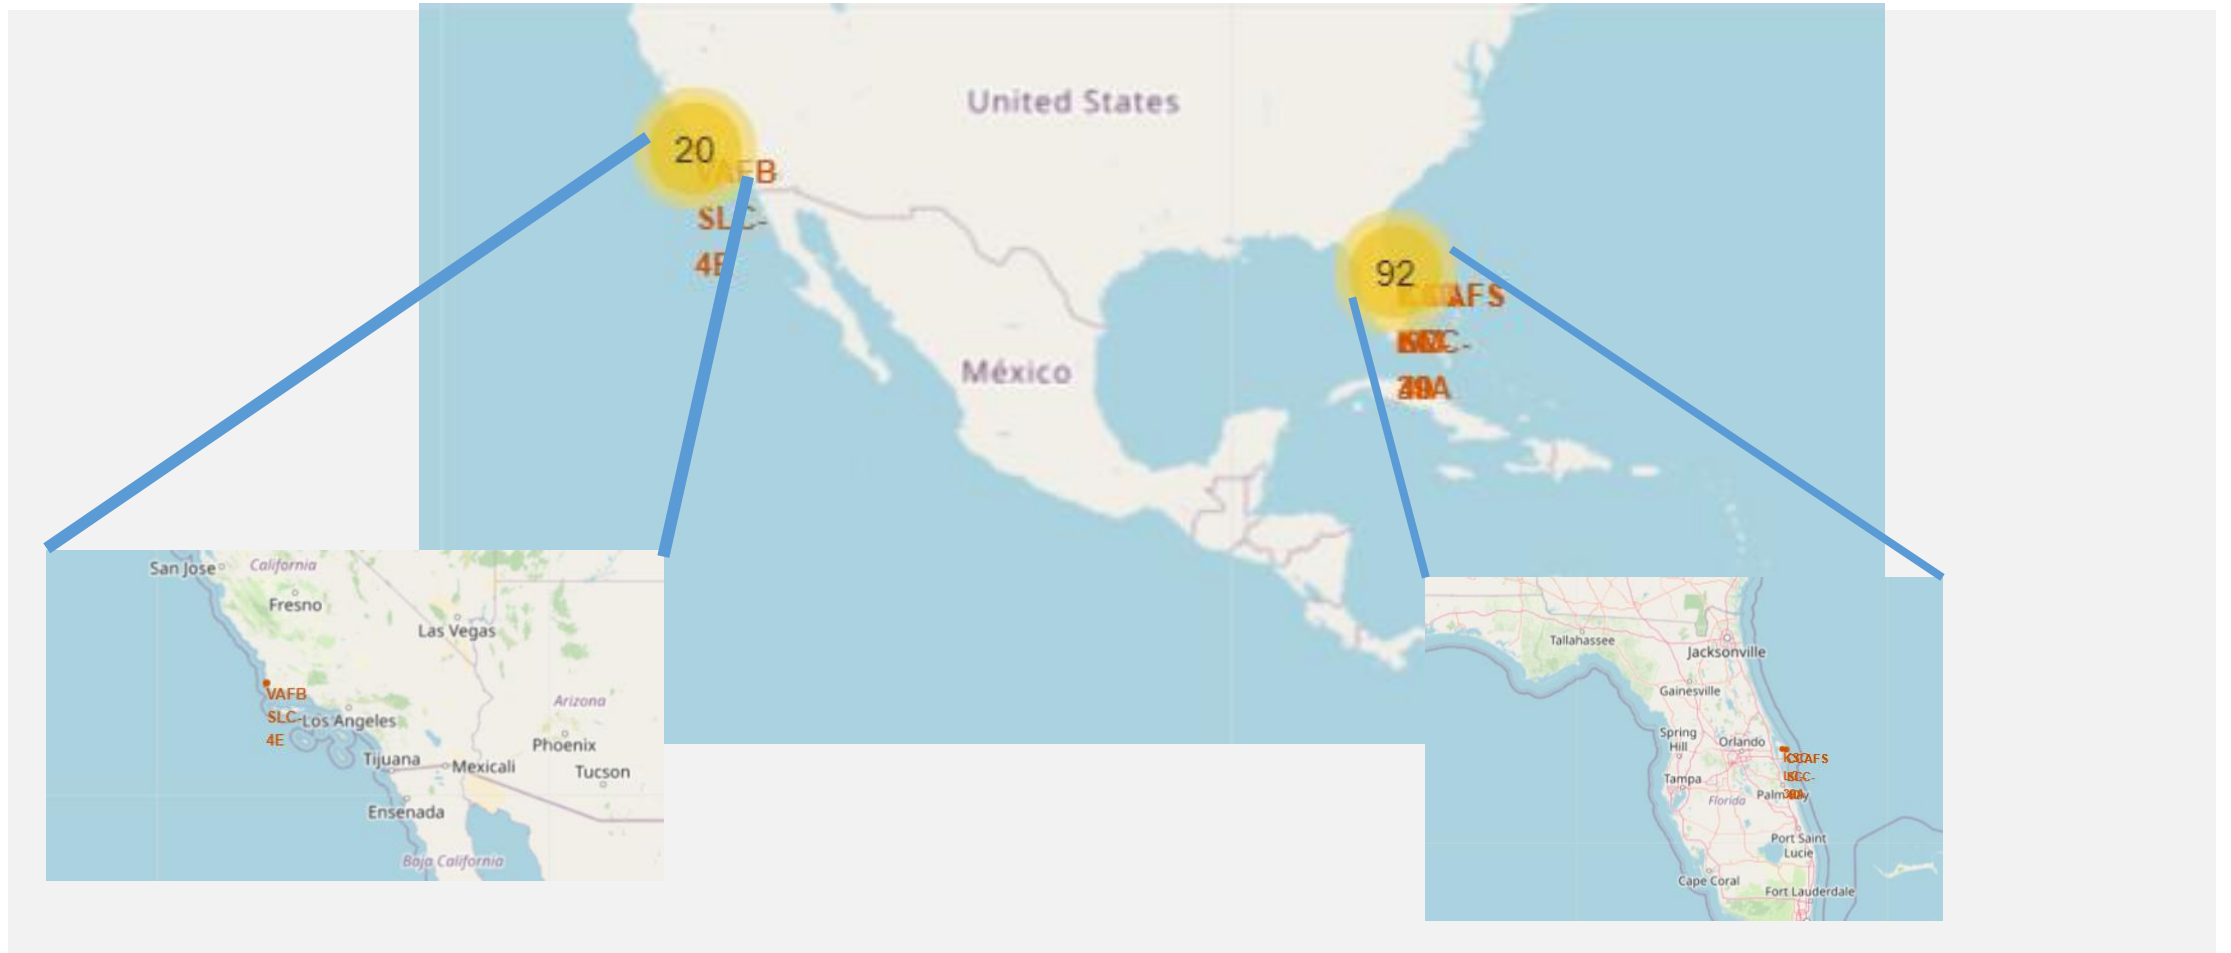 United States
20
VAFB
SLC-
4E
92
México
San Jose
California
Fresno
Las Vegas
VAFB
SLC-
Los Angeles
4E
Arizona
Phoenix
Tijuana
Mexicali
Tucson
Ensenada
Baja California
Tallahassee
Jacksonville
Gainesville
Spring
Hill
Orlando
CCAFS
Tampa
Florida
Port Saint
Lucie
Cape Coral
Fort Lauderdale